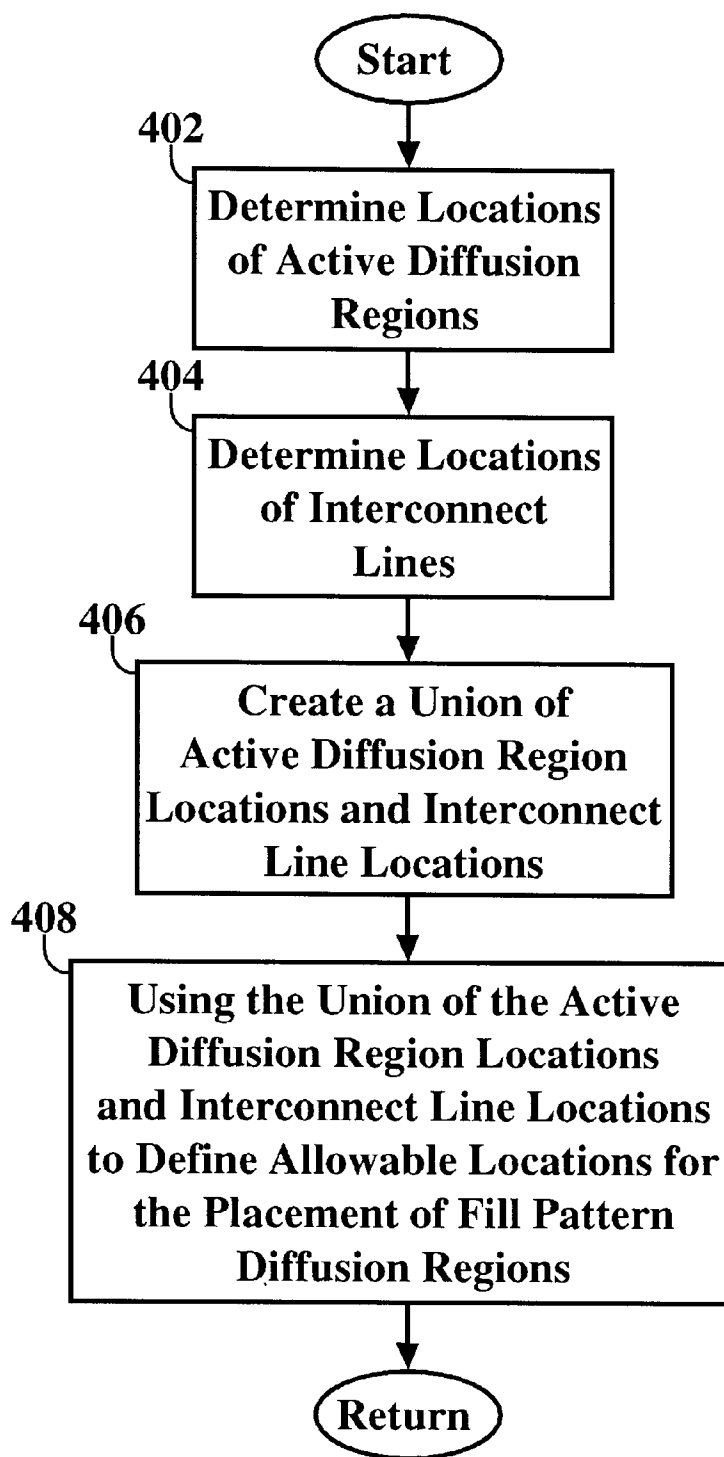 Start
402
Determine Locations
of Active Diffusion
Regions
404
Determine Locations
of Interconnect
Lines
406
Create a Union of
Active Diffusion Region
Locations and Interconnect
Line Locations
408
Using the Union of the Active
Diffusion Region Locations
and Interconnect Line Locations
to Define Allowable Locations for
the Placement of Fill Pattern
Diffusion Regions
Return